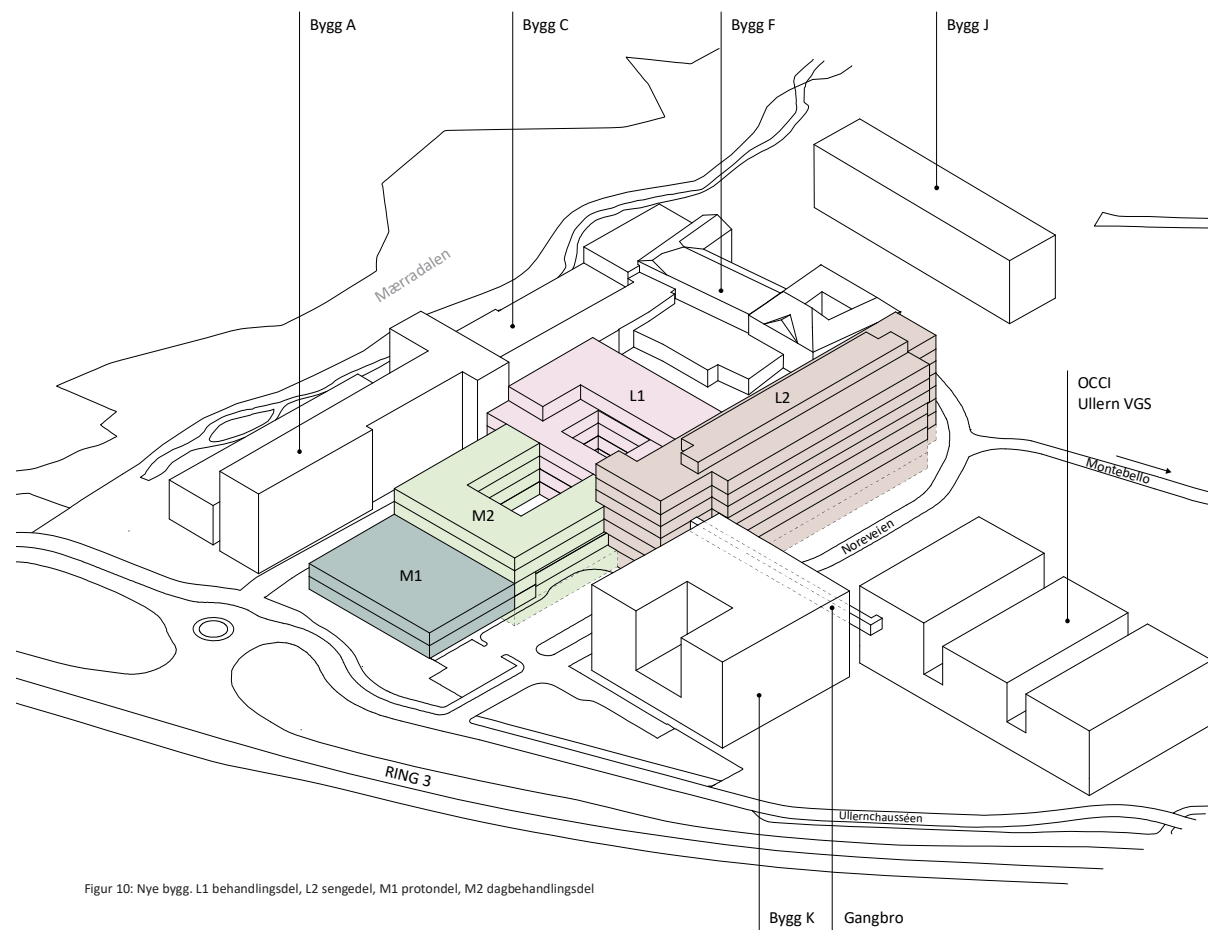 Bygg A
Bygg C
Bygg F
Bygg J
Mærradalen
L1
L2
OCCI
Ullern VGS
Montebello
M2
Noreveien
M1
RING 3
Ullernchausséen
Figur 10: Nye bygg. L1 behandlingsdel, L2 sengedel, M1 protondel, M2 dagbehandlingsdel
Bygg K
Gangbro